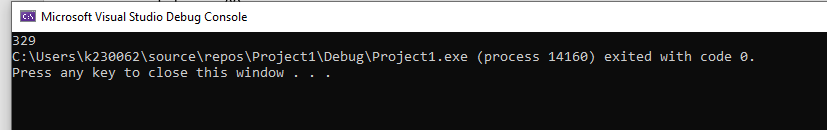 Microsoft Visual Studio Debug Console
329
C:\Users\k230062\source\repos\Project1\Debug\Project1.exe (process 14160) exited with code 0.
Press any key to close this window . . .